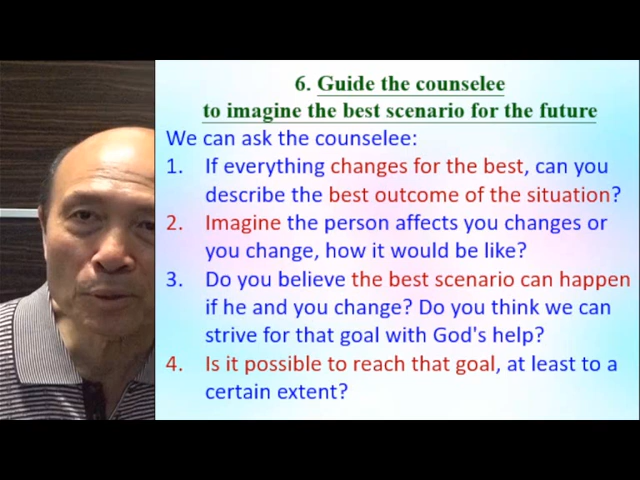 6. Guide the counselee
to imagine the best scenario for the future
We can ask the counselee:
1. If everything changes for the best, can you
describe the best outcome of the situation?
2. Imagine the person affects you changes or
you change, how it would be like?
3. Do you believe the best scenario can happen
if he and you change? Do you think we can
strive for that goal with God's help?
4. Is it possible to reach that goal, at least to a
certain extent?